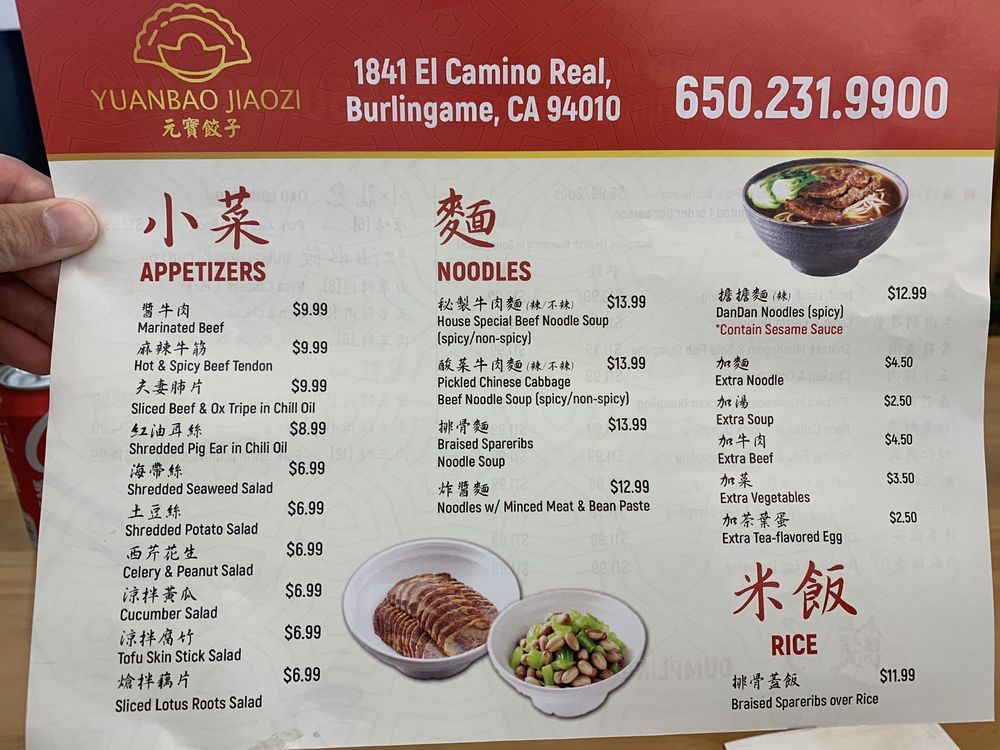 YUANBAO JIAOZI
元寶餃子
1841 El Camino Real,
Burlingame, CA 94010
650.231.9900
小菜
APPETIZERS
醬牛肉 $9.99
Marinated Beef
麻辣牛筋 $9.99
Hot & Spicy Beef Tendon
夫妻肺片 $9.99
Sliced Beef & Ox Tripe in Chill Oil
紅油耳絲 $8.99
Shredded Pig Ear in Chili Oil
海帶絲 $6.99
Shredded Seaweed Salad
土豆絲 $6.99
Shredded Potato Salad
西芹花生 $6.99
Celery & Peanut Salad
涼拌黃瓜 $6.99
Cucumber Salad
涼拌腐竹 $6.99
Tofu Skin Stick Salad
熗拌藕片 $6.99
Sliced Lotus Roots Salad
麵
NOODLES
秘製牛肉麵 (辣/不辣) $13.99
House Special Beef Noodle Soup
(spicy/non-spicy)
酸菜牛肉麵 (辣/不辣) $13.99
Pickled Chinese Cabbage
Beef Noodle Soup (spicy/non-spicy)
排骨麵 $13.99
Braised Spareribs
Noodle Soup
炸醬麵 $12.99
Noodles w/ Minced Meat & Bean Paste
擔擔麵 (辣) $12.99
DanDan Noodles (spicy)
*Contain Sesame Sauce
加麵 $4.50
Extra Noodle
加湯 $2.50
Extra Soup
加牛肉 $4.50
Extra Beef
加菜 $3.50
Extra Vegetables
加茶葉蛋 $2.50
Extra Tea-flavored Egg
米飯
RICE
排骨蓋飯 $11.99
Braised Spareribs over Rice